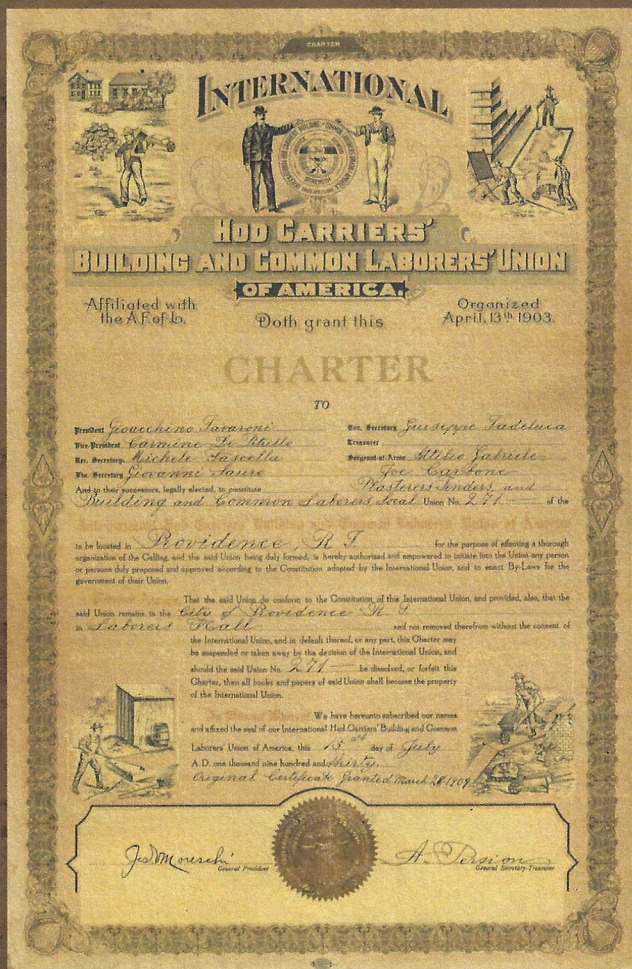 CHARTER
INTERNATIONAL
HOD CARRIERS'
BUILDING AND COMMON LABORERS' UNION
OF AMERICA.
Affiliated with the A.F. of L.
Doth grant this
Organized April, 13th 1903.
CHARTER
TO
President Gioacchino
Rec. Secretary Giuseppe
Vice-President Carmine De Petrillo
Treasurer
Rec. Secretary: Michele
Sergeant-at-Arms Attilio Gabriele
Fin. Secretary Giovanni Sauro
Joe Carbone
And to their successors, legally elected, to constitute Plasterers Tenders and
Building and Common Laborers Local Union No. 271 of the
to be located in Providence, R I for the purpose of effecting a thorough
organization of the Calling, and the said Union being duly formed, is hereby authorized and empowered to initiate into the Union any person
or persons duly proposed and approved according to the Constitution adopted by the International Union, and to enact By-Laws for the
government of their Union.
That the said Union do conform to the Constitution of this International Union, and provided, also, that the
said Union remains in the City of Providence R I
in Laborers Hall and not removed therefrom without the consent of
the International Union, and in default thereof, or any part, this Charter may
be suspended or taken away by the decision of the International Union, and
should the said Union No. 271 be dissolved, or forfeit this
Charter, then all books and papers of said Union shall become the property
of the International Union.
We have hereunto subscribed our names
and affixed the seal of our International Hod Carriers' Building and Common
Laborers' Union of America, this 15th day of July
A.D. one thousand nine hundred and thirty.
Original Certificate granted March 28 1909
Jos. V. Moreschi
General President
A. Persion
General Secretary-Treasurer